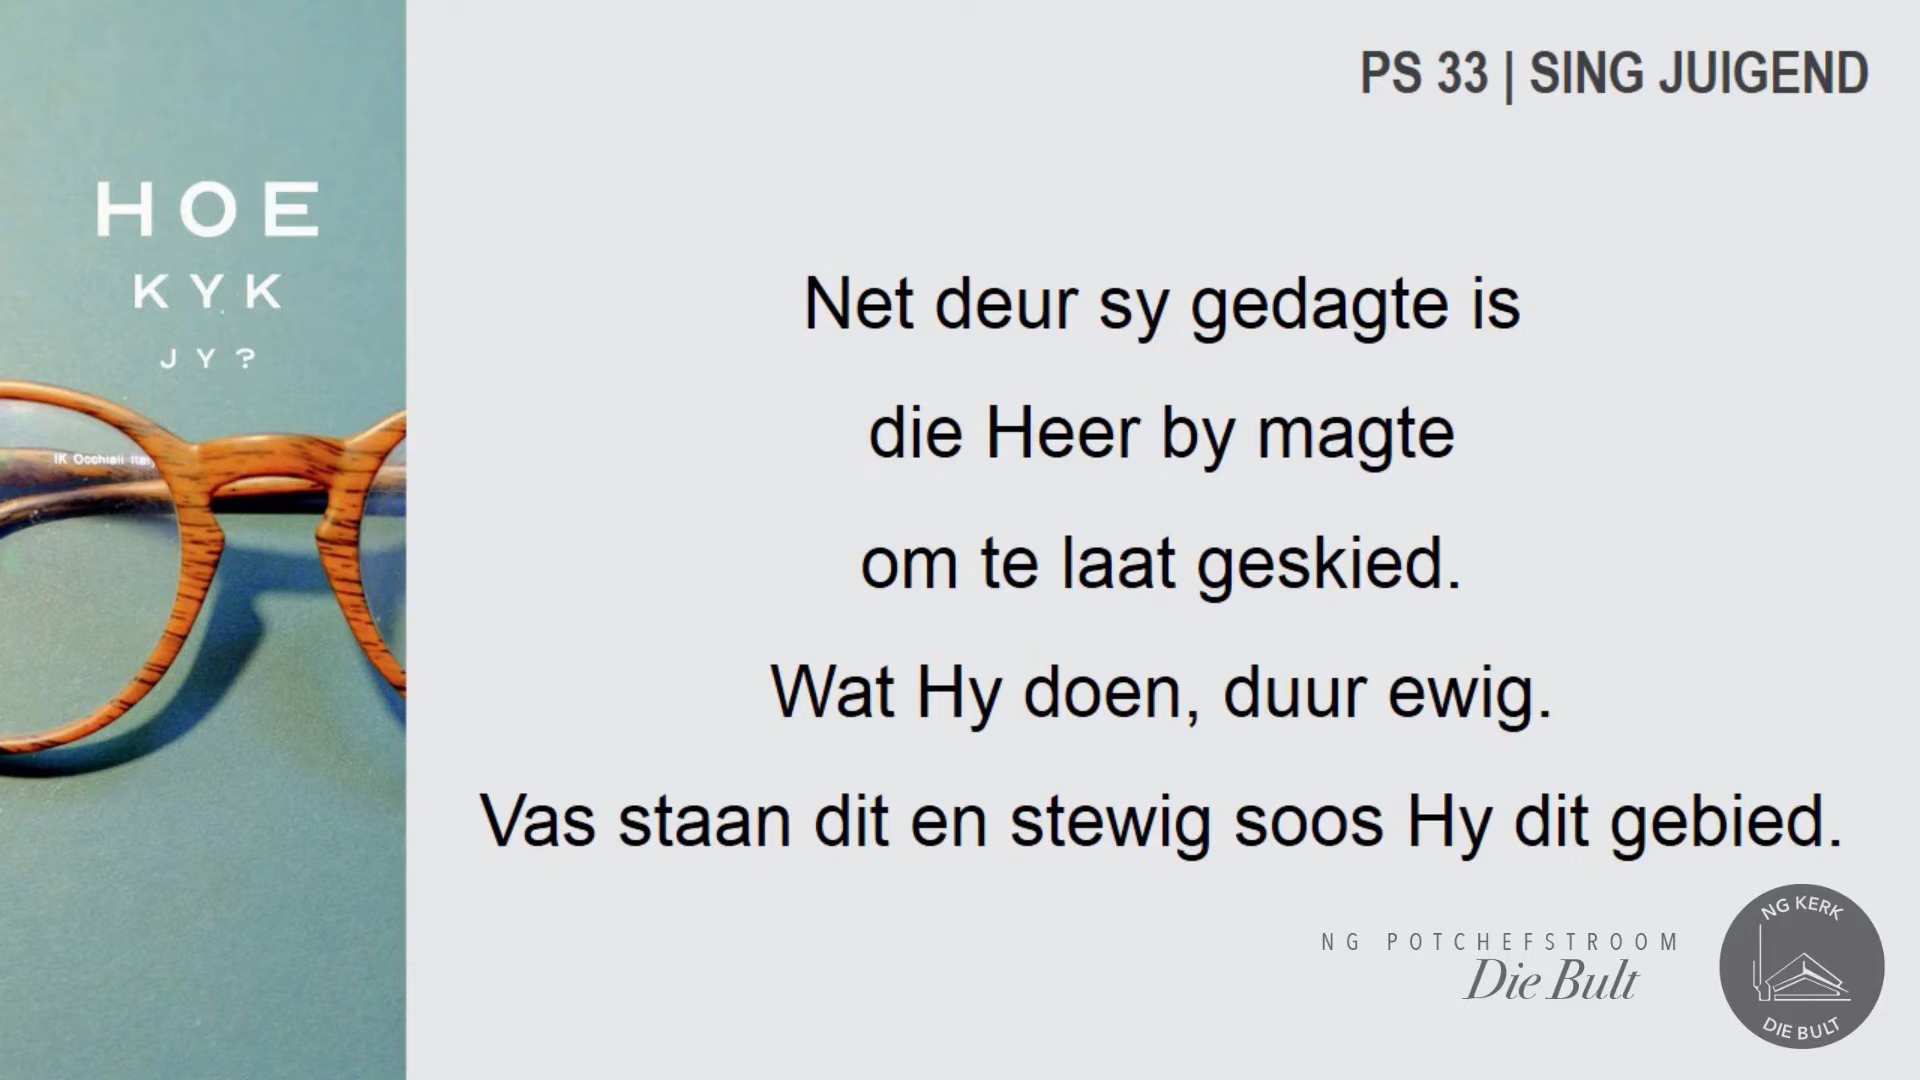 HOE
KYK
JY?
PS 33 | SING JUIGEND
Net deur sy gedagte is
die Heer by magte
om te laat geskied.
Wat Hy doen, duur ewig.
Vas staan dit en stewig soos Hy dit gebied.
NG POTCHEFSTROOM
Die Bult
NG KERK
DIE BULT